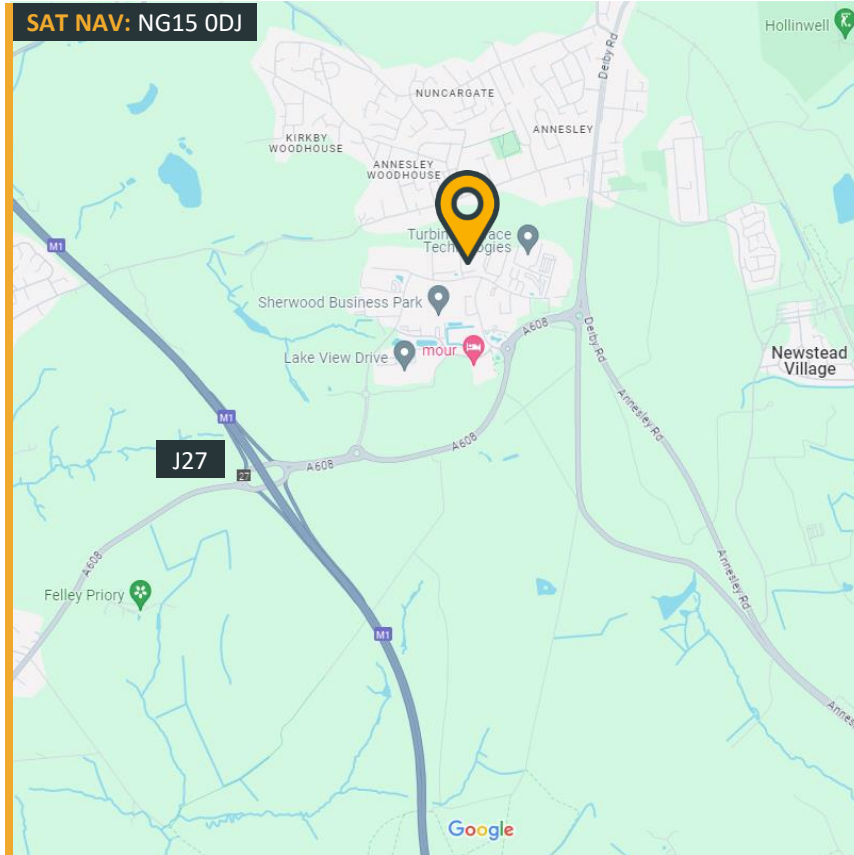 SAT NAV: NG15 0DJ
Hollinwell
Derby Rd
NUNCARGATE
ANNESLEY
KIRKBY
WOODHOUSE
ANNESLEY
WOODHOUSE
M1
Sherwood Business Park
A608
Lake View Drive
mour
Derby Rd
Newstead
Village
Annesley Rd
M1
J27
27
A608
A608
A608
Felley Priory
Annesley Rd
M1
Google